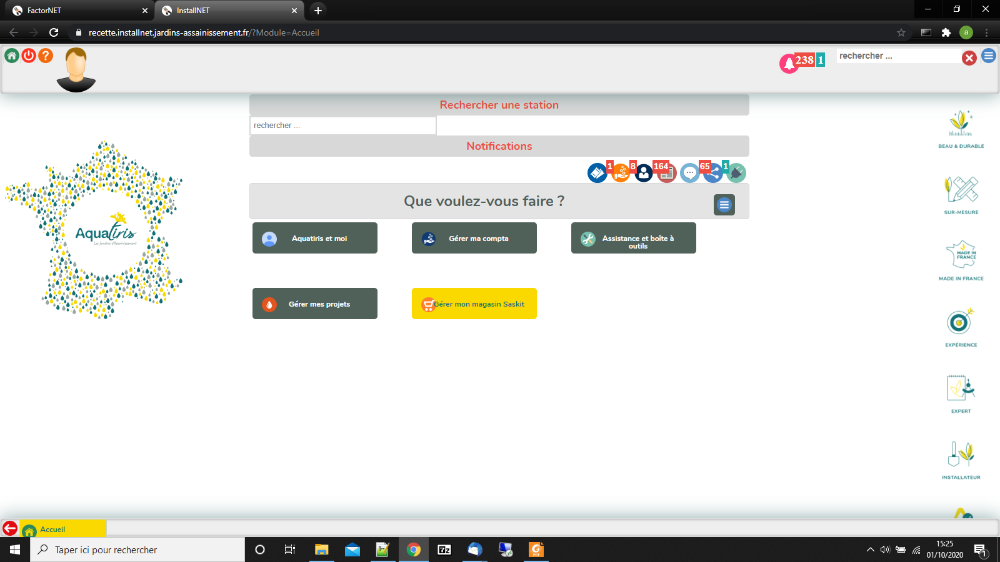 FactorNET
InstallNET
recette.installnet.jardins-assainissement.fr/?Module=Accueil
a
238 1
rechercher ...
Rechercher une station
rechercher ...
Notifications
1 8 164 65 1
Que voulez-vous faire ?
Aquatiris et moi
Gérer ma compta
Assistance et boîte à
outils
Gérer mes projets
Gérer mon magasin Saskit
Aquatiris
Les Jardins d'Assainissement
BEAU & DURABLE
SUR-MESURE
MADE IN
FRANCE
MADE IN FRANCE
EXPÉRIENCE
EXPERT
INSTALLATEUR
Accueil
Taper ici pour rechercher
15:25
01/10/2020
1